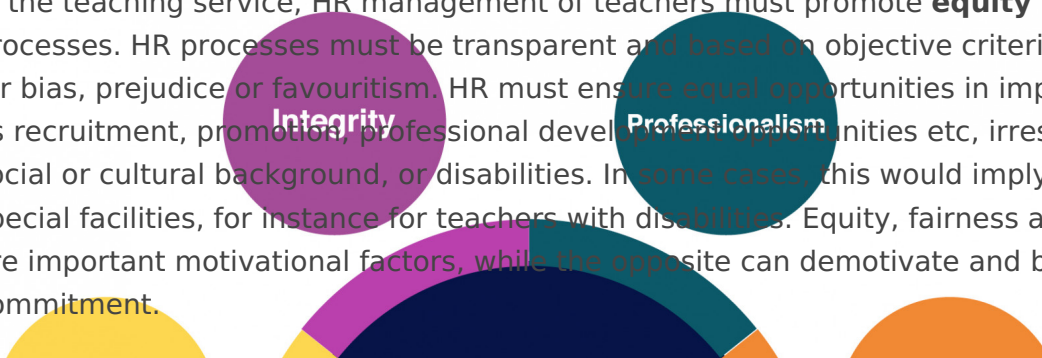 the teaching service, HR management of teachers must promote equity
rocesses. HR processes must be transparent and based on objective criteri
r bias, prejudice or favouritism. HR must ensure equal opportunities in imp
s recruitment, promotion, professional development opportunities etc, irres
ocial or cultural background, or disabilities. In some cases, this would imply
pecial facilities, for instance for teachers with disabilities. Equity, fairness a
re important motivational factors, while the opposite can demotivate and b
ommitment.
Integrity
Professionalism